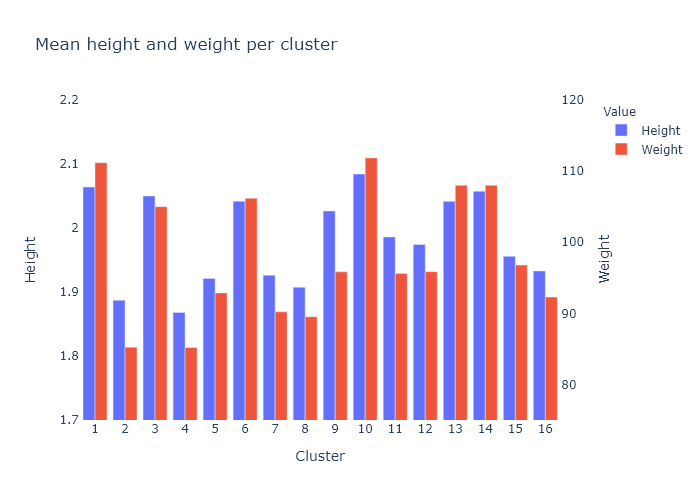 Mean height and weight per cluster
2.2
2.1
2
1.9
1.8
1.7
Height
120
110
100
90
80
Weight
Value
Height
Weight
1 2 3 4 5 6 7 8 9 10 11 12 13 14 15 16
Cluster